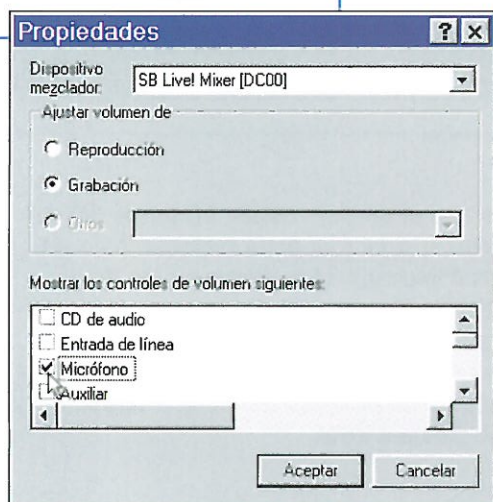 Propiedades
Dispositivo
mezclador:
SB Live! Mixer [DC00]
Ajustar volumen de
Reproducción
Grabación
Otros
Mostrar los controles de volumen siguientes:
CD de audio
Entrada de línea
Micrófono
Auxiliar
Aceptar
Cancelar